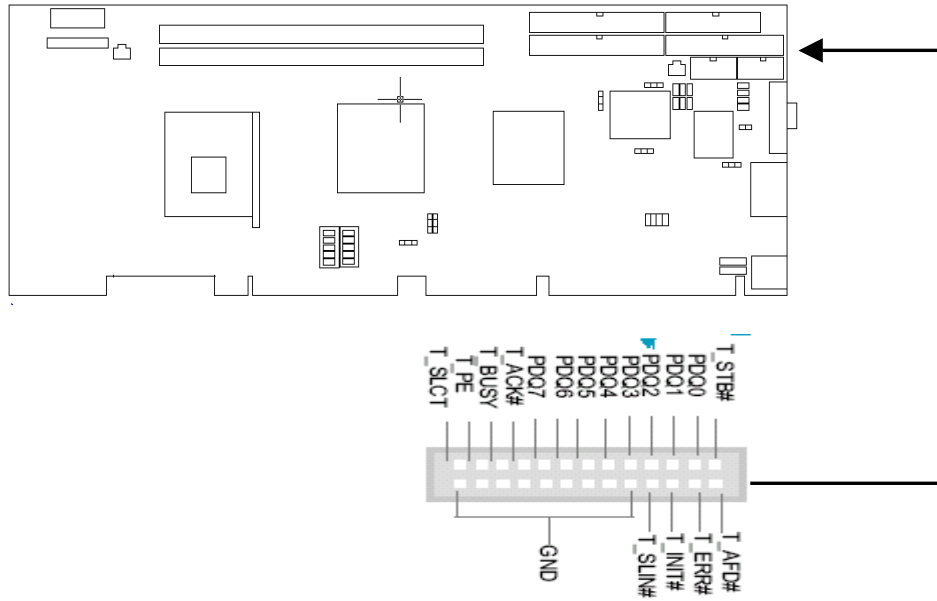 T_SLCT
T_PE
T_BUSY
T_ACK#
PDQ7
PDQ6
PDQ5
PDQ4
PDQ3
PDQ2
PDQ1
PDQ0
T_STB#
GND
T_SLIN#
T_INIT#
T_ERR#
T_AFD#